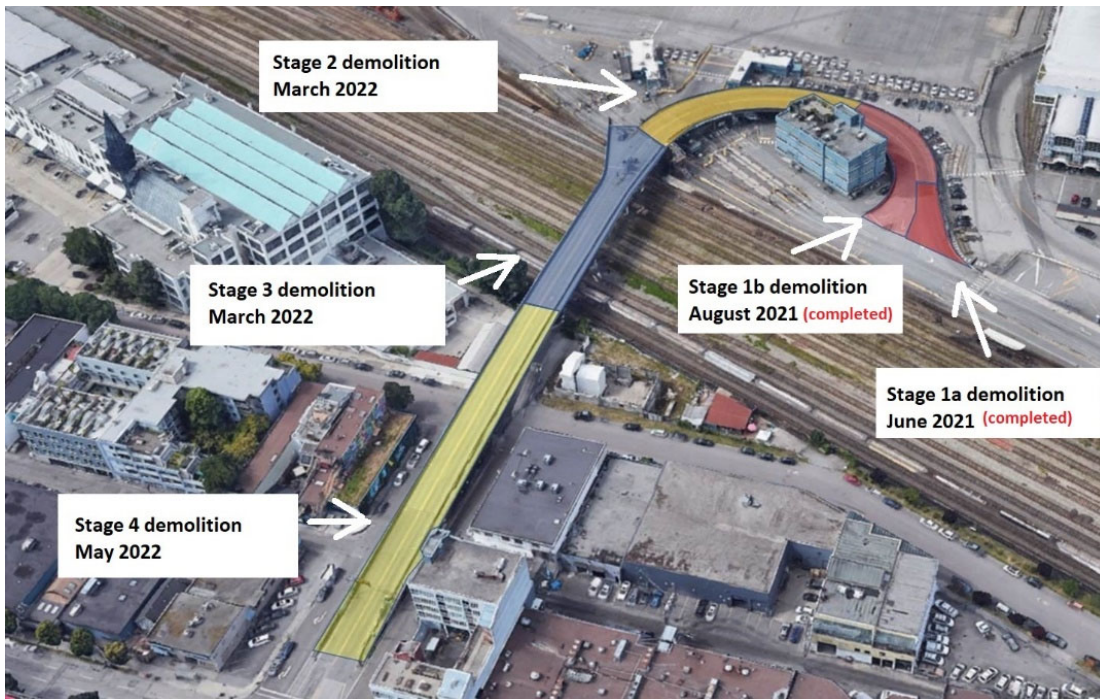 Stage 2 demolition
March 2022
Stage 3 demolition
March 2022
Stage 1b demolition
August 2021 (completed)
Stage 1a demolition
June 2021 (completed)
Stage 4 demolition
May 2022